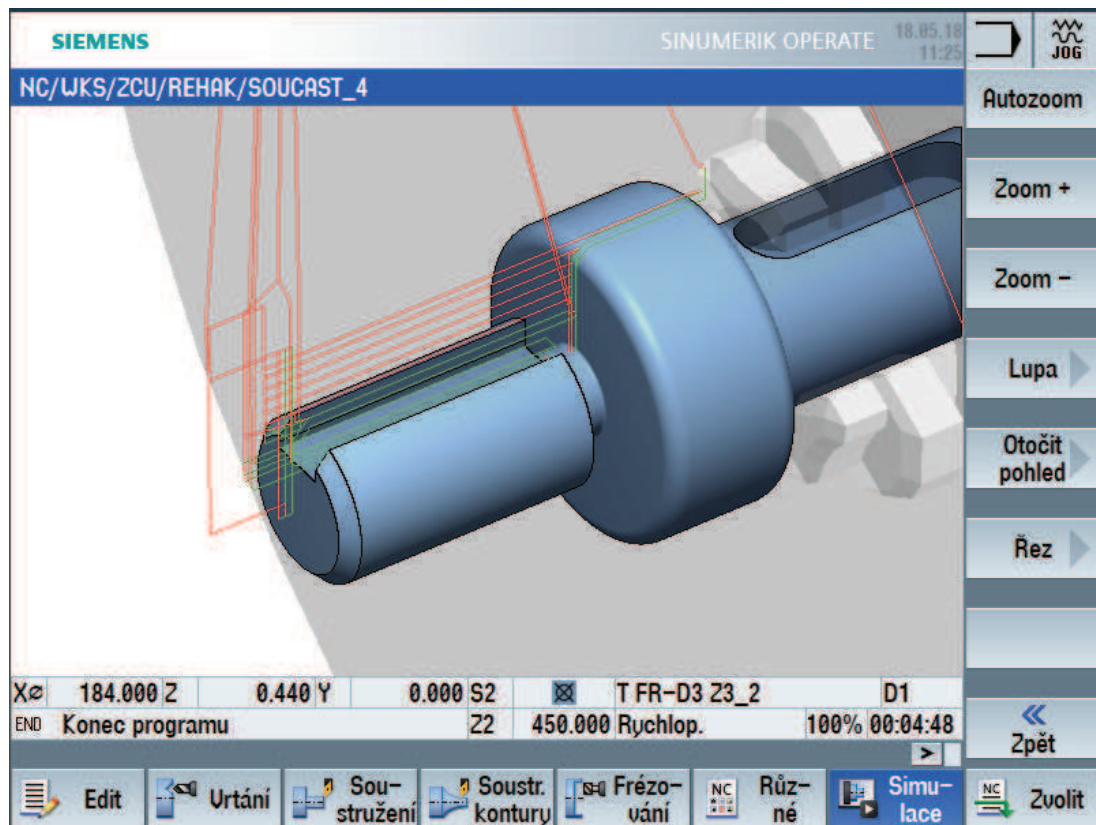 SIEMENS
SINUMERIK OPERATE
18.05.18
11:25
JOG
NC/WKS/ZCU/REHAK/SOUCAST_4
Autozoom
Zoom +
Zoom -
Lupa
Otočit
pohled
Řez
X⌀ 184.000 Z 0.440 Y 0.000 S2 T FR-D3 Z3_2 D1
END Konec programu Z2 450.000 Rychlop. 100% 00:04:48
«
Zpět
>
Edit
Vrtání
Sou-
stružení
Soustr.
kontury
Frézo-
vání
NC
Růz-
né
Simu-
lace
NC
Zvolit